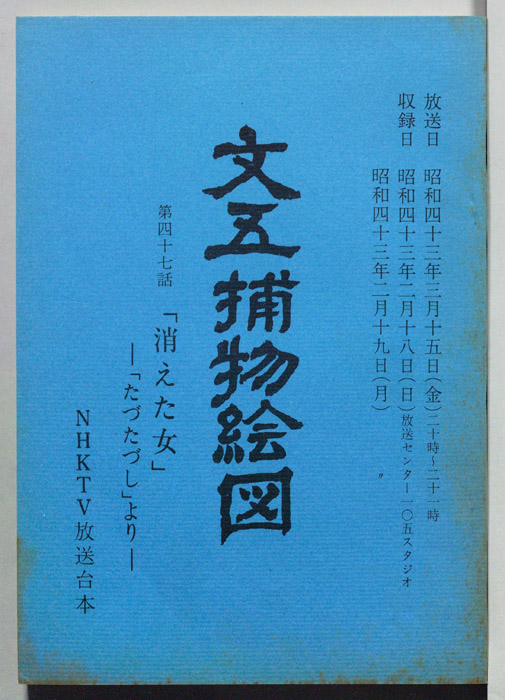 放送日　昭和四十三年三月十五日(金)二十時~二十一時
収録日　昭和四十三年二月十八日(日)放送センター一〇五スタジオ
昭和四十三年二月十九日(月)　〃
文五捕物絵図
第四十七話「消えた女」
―「たづたづし」より―
NHKTV放送台本